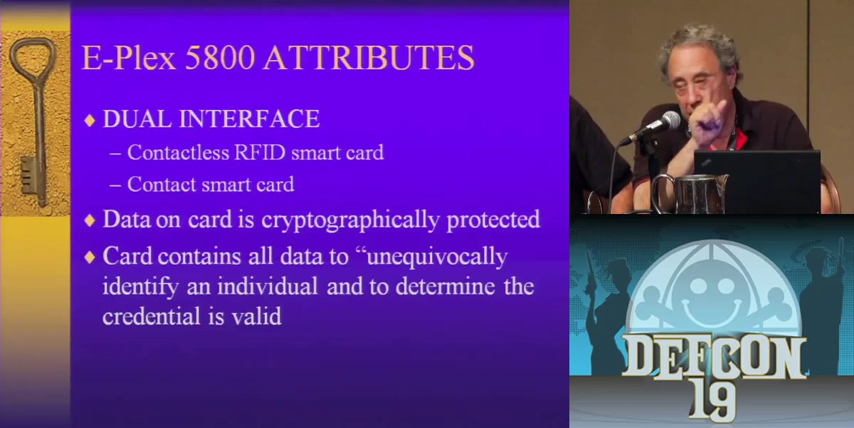 E-Plex 5800 ATTRIBUTES
DUAL INTERFACE
– Contactless RFID smart card
– Contact smart card
Data on card is cryptographically protected
Card contains all data to “unequivocally
identify an individual and to determine the
credential is valid
DEFCON
19